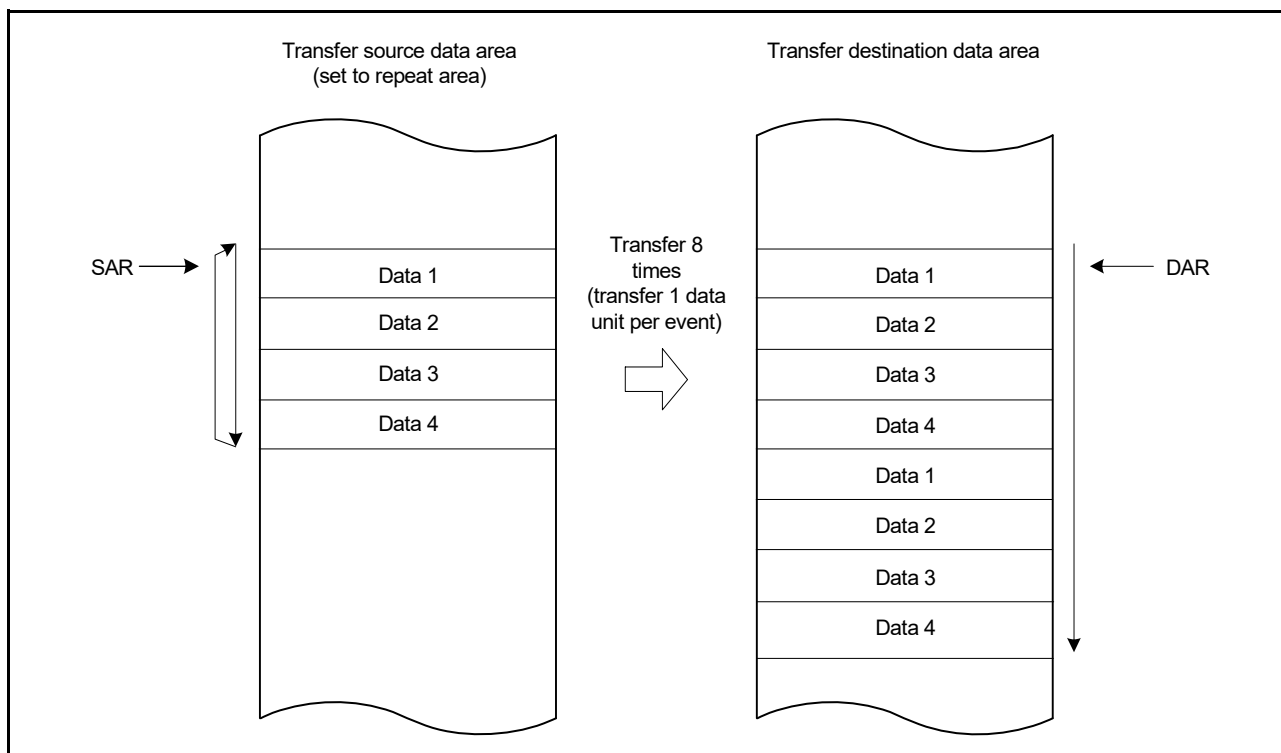 Transfer source data area
(set to repeat area)
Transfer destination data area
SAR
Data 1
Data 2
Data 3
Data 4
Transfer 8
times
(transfer 1 data
unit per event)
DAR
Data 1
Data 2
Data 3
Data 4
Data 1
Data 2
Data 3
Data 4